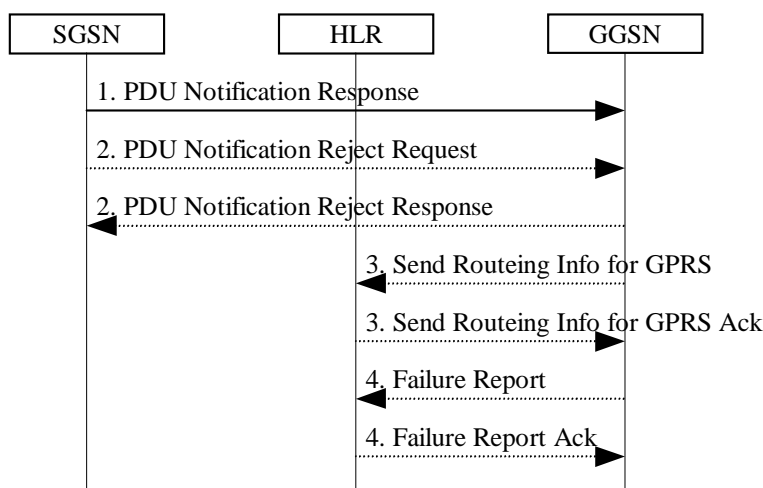 SGSN HLR GGSN
1. PDU Notification Response
2. PDU Notification Reject Request
2. PDU Notification Reject Response
3. Send Routeing Info for GPRS
3. Send Routeing Info for GPRS Ack
4. Failure Report
4. Failure Report Ack